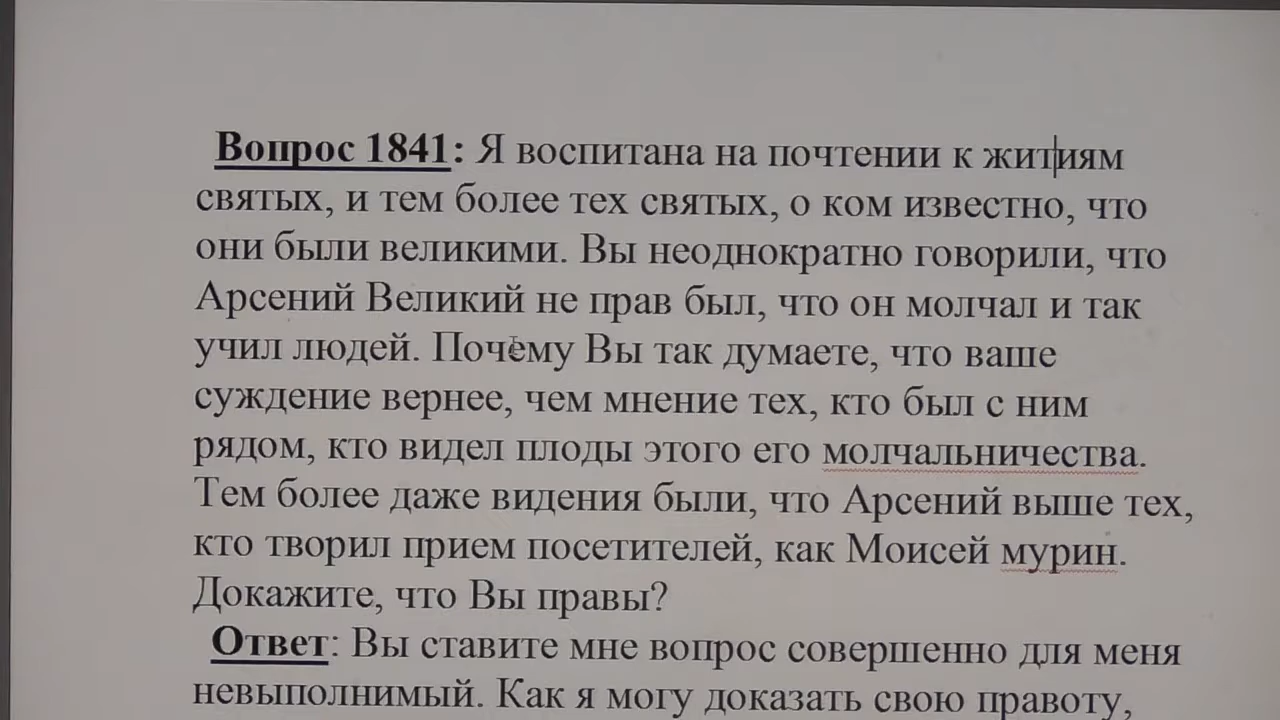 Вопрос 1841: Я воспитана на почтении к житиям
святых, и тем более тех святых, о ком известно, что
они были великими. Вы неоднократно говорили, что
Арсений Великий не прав был, что он молчал и так
учил людей. Почему Вы так думаете, что ваше
суждение вернее, чем мнение тех, кто был с ним
рядом, кто видел плоды этого его молчальничества.
Тем более даже видения были, что Арсений выше тех,
кто творил прием посетителей, как Моисей мурин.
Докажите, что Вы правы?
Ответ: Вы ставите мне вопрос совершенно для меня
невыполнимый. Как я могу доказать свою правоту,